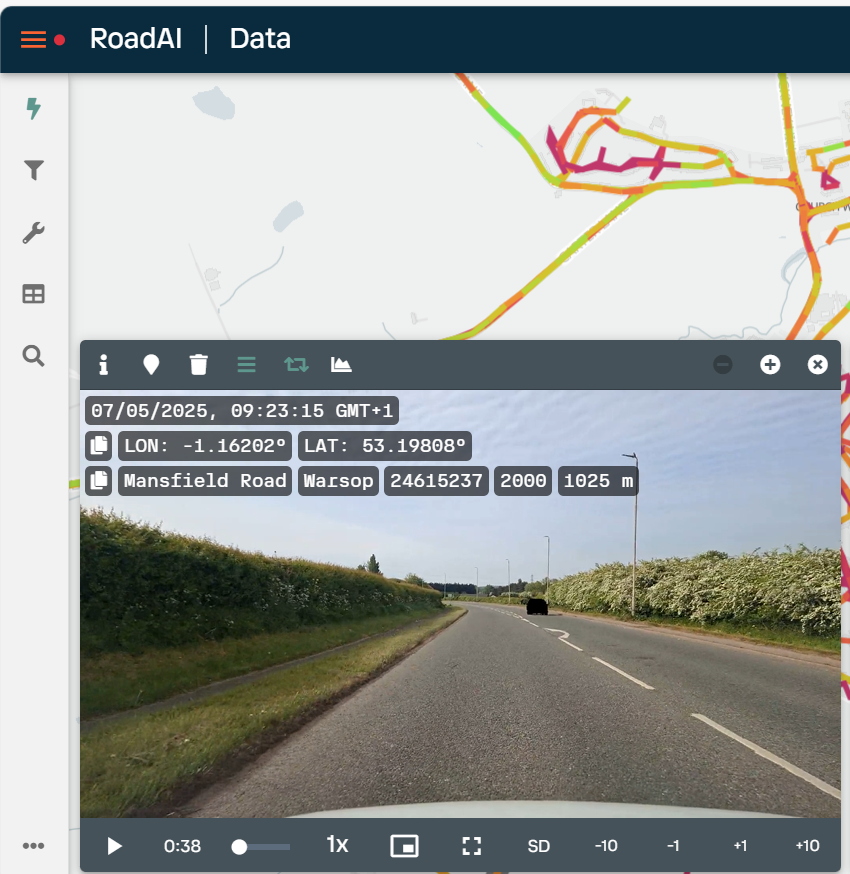 RoadAI | Data
07/05/2025, 09:23:15 GMT+1
LON: -1.16202° LAT: 53.19808°
Mansfield Road Warsop 24615237 2000 1025 m
0:38 1x SD -10 -1 +1 +10